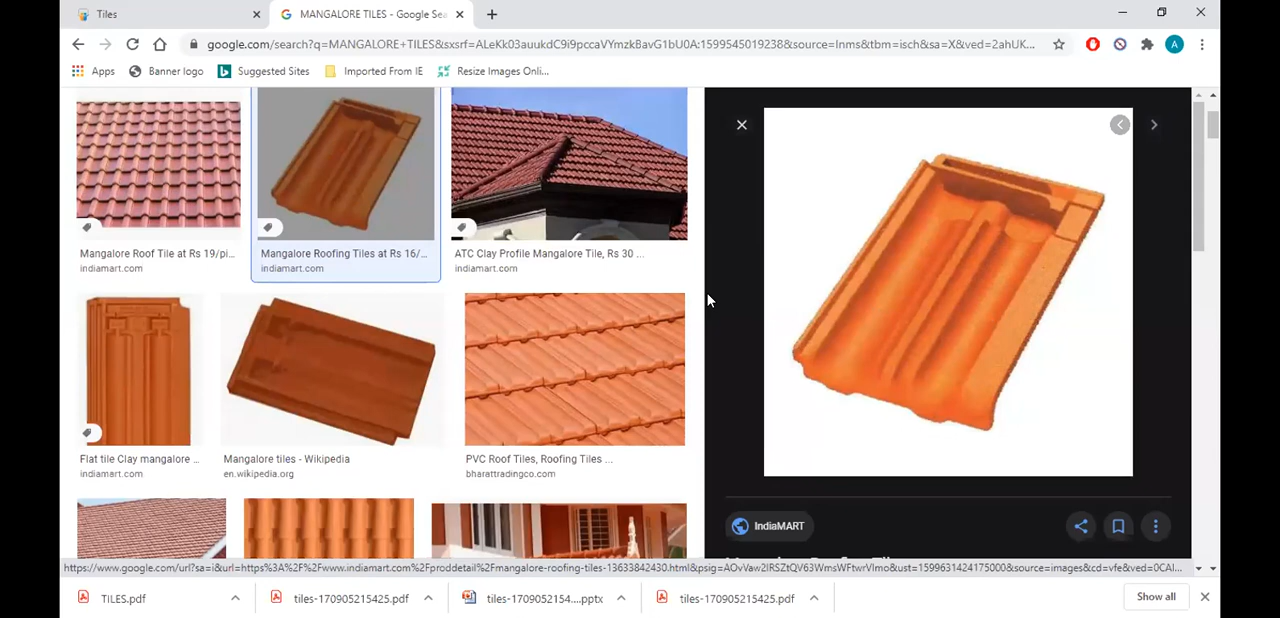 Tiles
MANGALORE TILES - Google Sea
google.com/search?q=MANGALORE+TILES&sxsrf=ALeKk03auukdC9i9pccaVYmzkBavG1bU0A:1599545019238&source=lnms&tbm=isch&sa=X&ved=2ahUK...
A
Apps
Banner logo
Suggested Sites
Imported From IE
Resize Images Onli...
Mangalore Roof Tile at Rs 19/pi...
indiamart.com
Mangalore Roofing Tiles at Rs 16/...
indiamart.com
ATC Clay Profile Mangalore Tile, Rs 30 ...
indiamart.com
Flat tile Clay mangalore ...
indiamart.com
Mangalore tiles - Wikipedia
en.wikipedia.org
PVC Roof Tiles, Roofing Tiles ...
bharattradingco.com
IndiaMART
https://www.google.com/url?sa=i&url=https%3A%2F%2Fwww.indiamart.com%2Fproddetail%2Fmangalore-roofing-tiles-13633842430.html&psig=AOvVaw2IRSZtQV63WmsWFtwrVlmo&ust=1599631424175000&source=images&cd=vfe&ved=0CAI...
TILES.pdf
tiles-170905215425.pdf
tiles-1709052154....pptx
tiles-170905215425.pdf
Show all